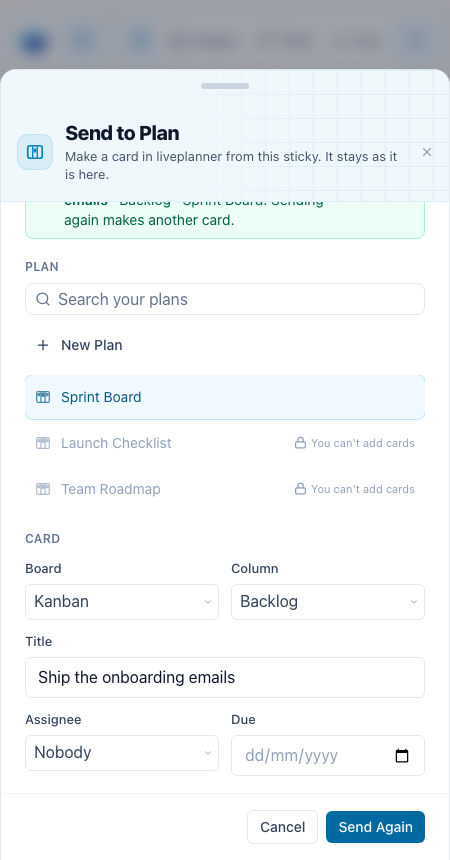 Send to Plan
Make a card in liveplanner from this sticky. It stays as it
is here.
emails · Backlog · Sprint Board. Sending
again makes another card.
PLAN
Search your plans
New Plan
Sprint Board
Launch Checklist
You can't add cards
Team Roadmap
You can't add cards
CARD
Board
Column
Kanban
Backlog
Title
Ship the onboarding emails
Assignee
Due
Nobody
dd/mm/yyyy
Cancel
Send Again